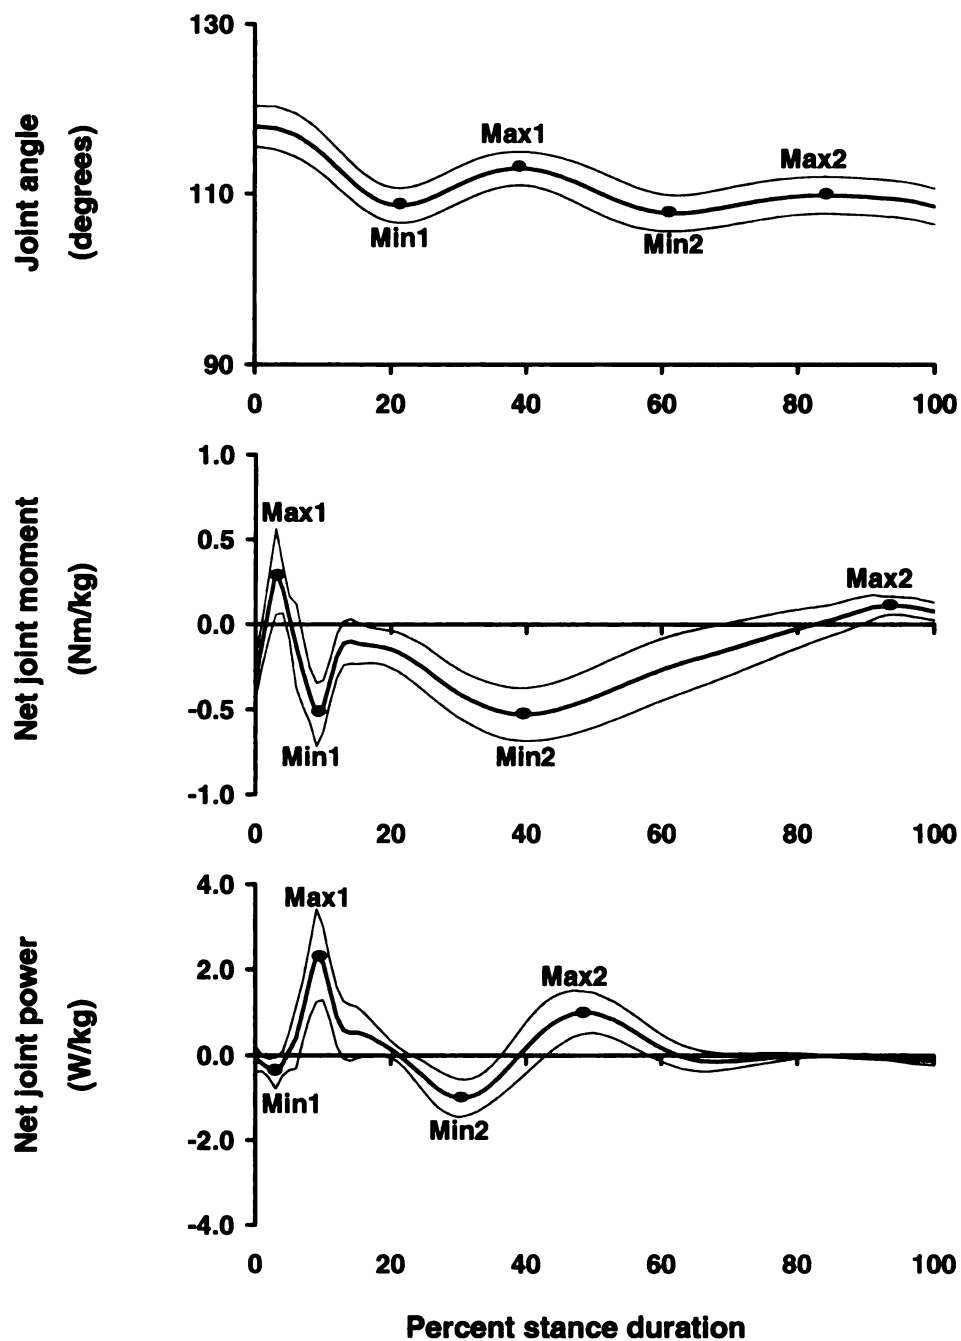 130
110
90
Joint angle
(degrees)
Max1
Max2
Min1
Min2
0 20 40 60 80 100
1.0
0.5
0.0
-0.5
-1.0
Net joint moment
(Nm/kg)
Max1
Max2
Min1
Min2
0 20 40 60 80 100
4.0
2.0
0.0
-2.0
-4.0
Net joint power
(W/kg)
Max1
Max2
Min1
Min2
0 20 40 60 80 100
Percent stance duration